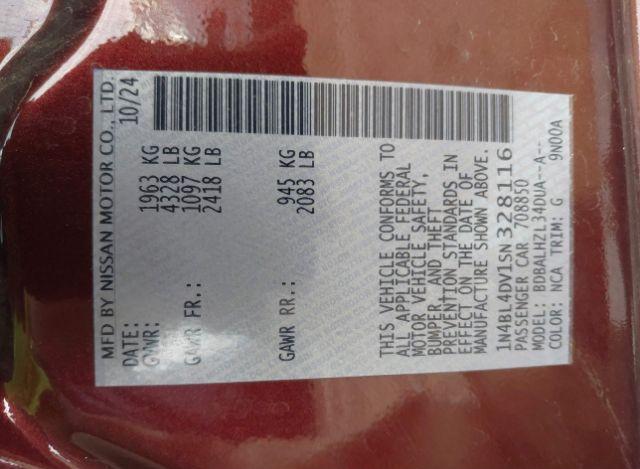 MFD BY NISSAN MOTOR CO., LTD.
DATE: 10/24
GVWR: 1963 KG
4328 LB
GAWR FR.: 1097 KG
2418 LB
GAWR RR.: 945 KG
2083 LB
THIS VEHICLE CONFORMS TO
ALL APPLICABLE FEDERAL
MOTOR VEHICLE SAFETY,
BUMPER, AND THEFT
PREVENTION STANDARDS IN
EFFECT ON THE DATE OF
MANUFACTURE SHOWN ABOVE.
1N4BL4DV1SN328116
PASSENGER CAR 708850
MODEL: BDBALHZL34DUA--A--
COLOR: NCA TRIM: G 9N00A